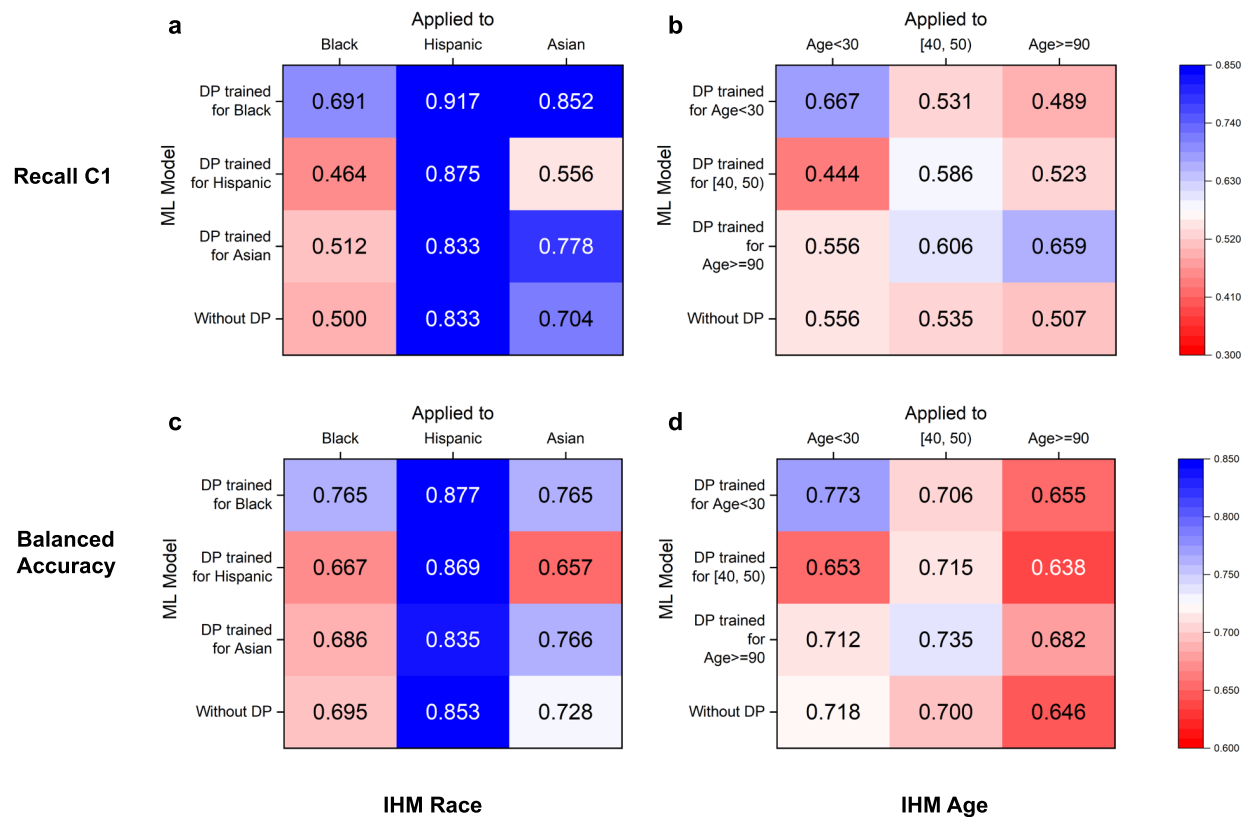 a
Applied to
Black Hispanic Asian
Recall C1
ML Model
DP trained
for Black
0.691 0.917 0.852
DP trained
for Hispanic
0.464 0.875 0.556
DP trained
for Asian
0.512 0.833 0.778
Without DP
0.500 0.833 0.704
b
Applied to
Age<30 [40, 50) Age>=90
DP trained
for Age<30
0.667 0.531 0.489
DP trained
for [40, 50)
0.444 0.586 0.523
DP trained
for
Age>=90
0.556 0.606 0.659
Without DP
0.556 0.535 0.507
0.850
0.740
0.630
0.520
0.410
0.300
c
Applied to
Black Hispanic Asian
Balanced
Accuracy
ML Model
DP trained
for Black
0.765 0.877 0.765
DP trained
for Hispanic
0.667 0.869 0.657
DP trained
for Asian
0.686 0.835 0.766
Without DP
0.695 0.853 0.728
d
Applied to
Age<30 [40, 50) Age>=90
DP trained
for Age<30
0.773 0.706 0.655
DP trained
for [40, 50)
0.653 0.715 0.638
DP trained
for
Age>=90
0.712 0.735 0.682
Without DP
0.718 0.700 0.646
0.850
0.800
0.750
0.700
0.650
0.600
IHM Race
IHM Age